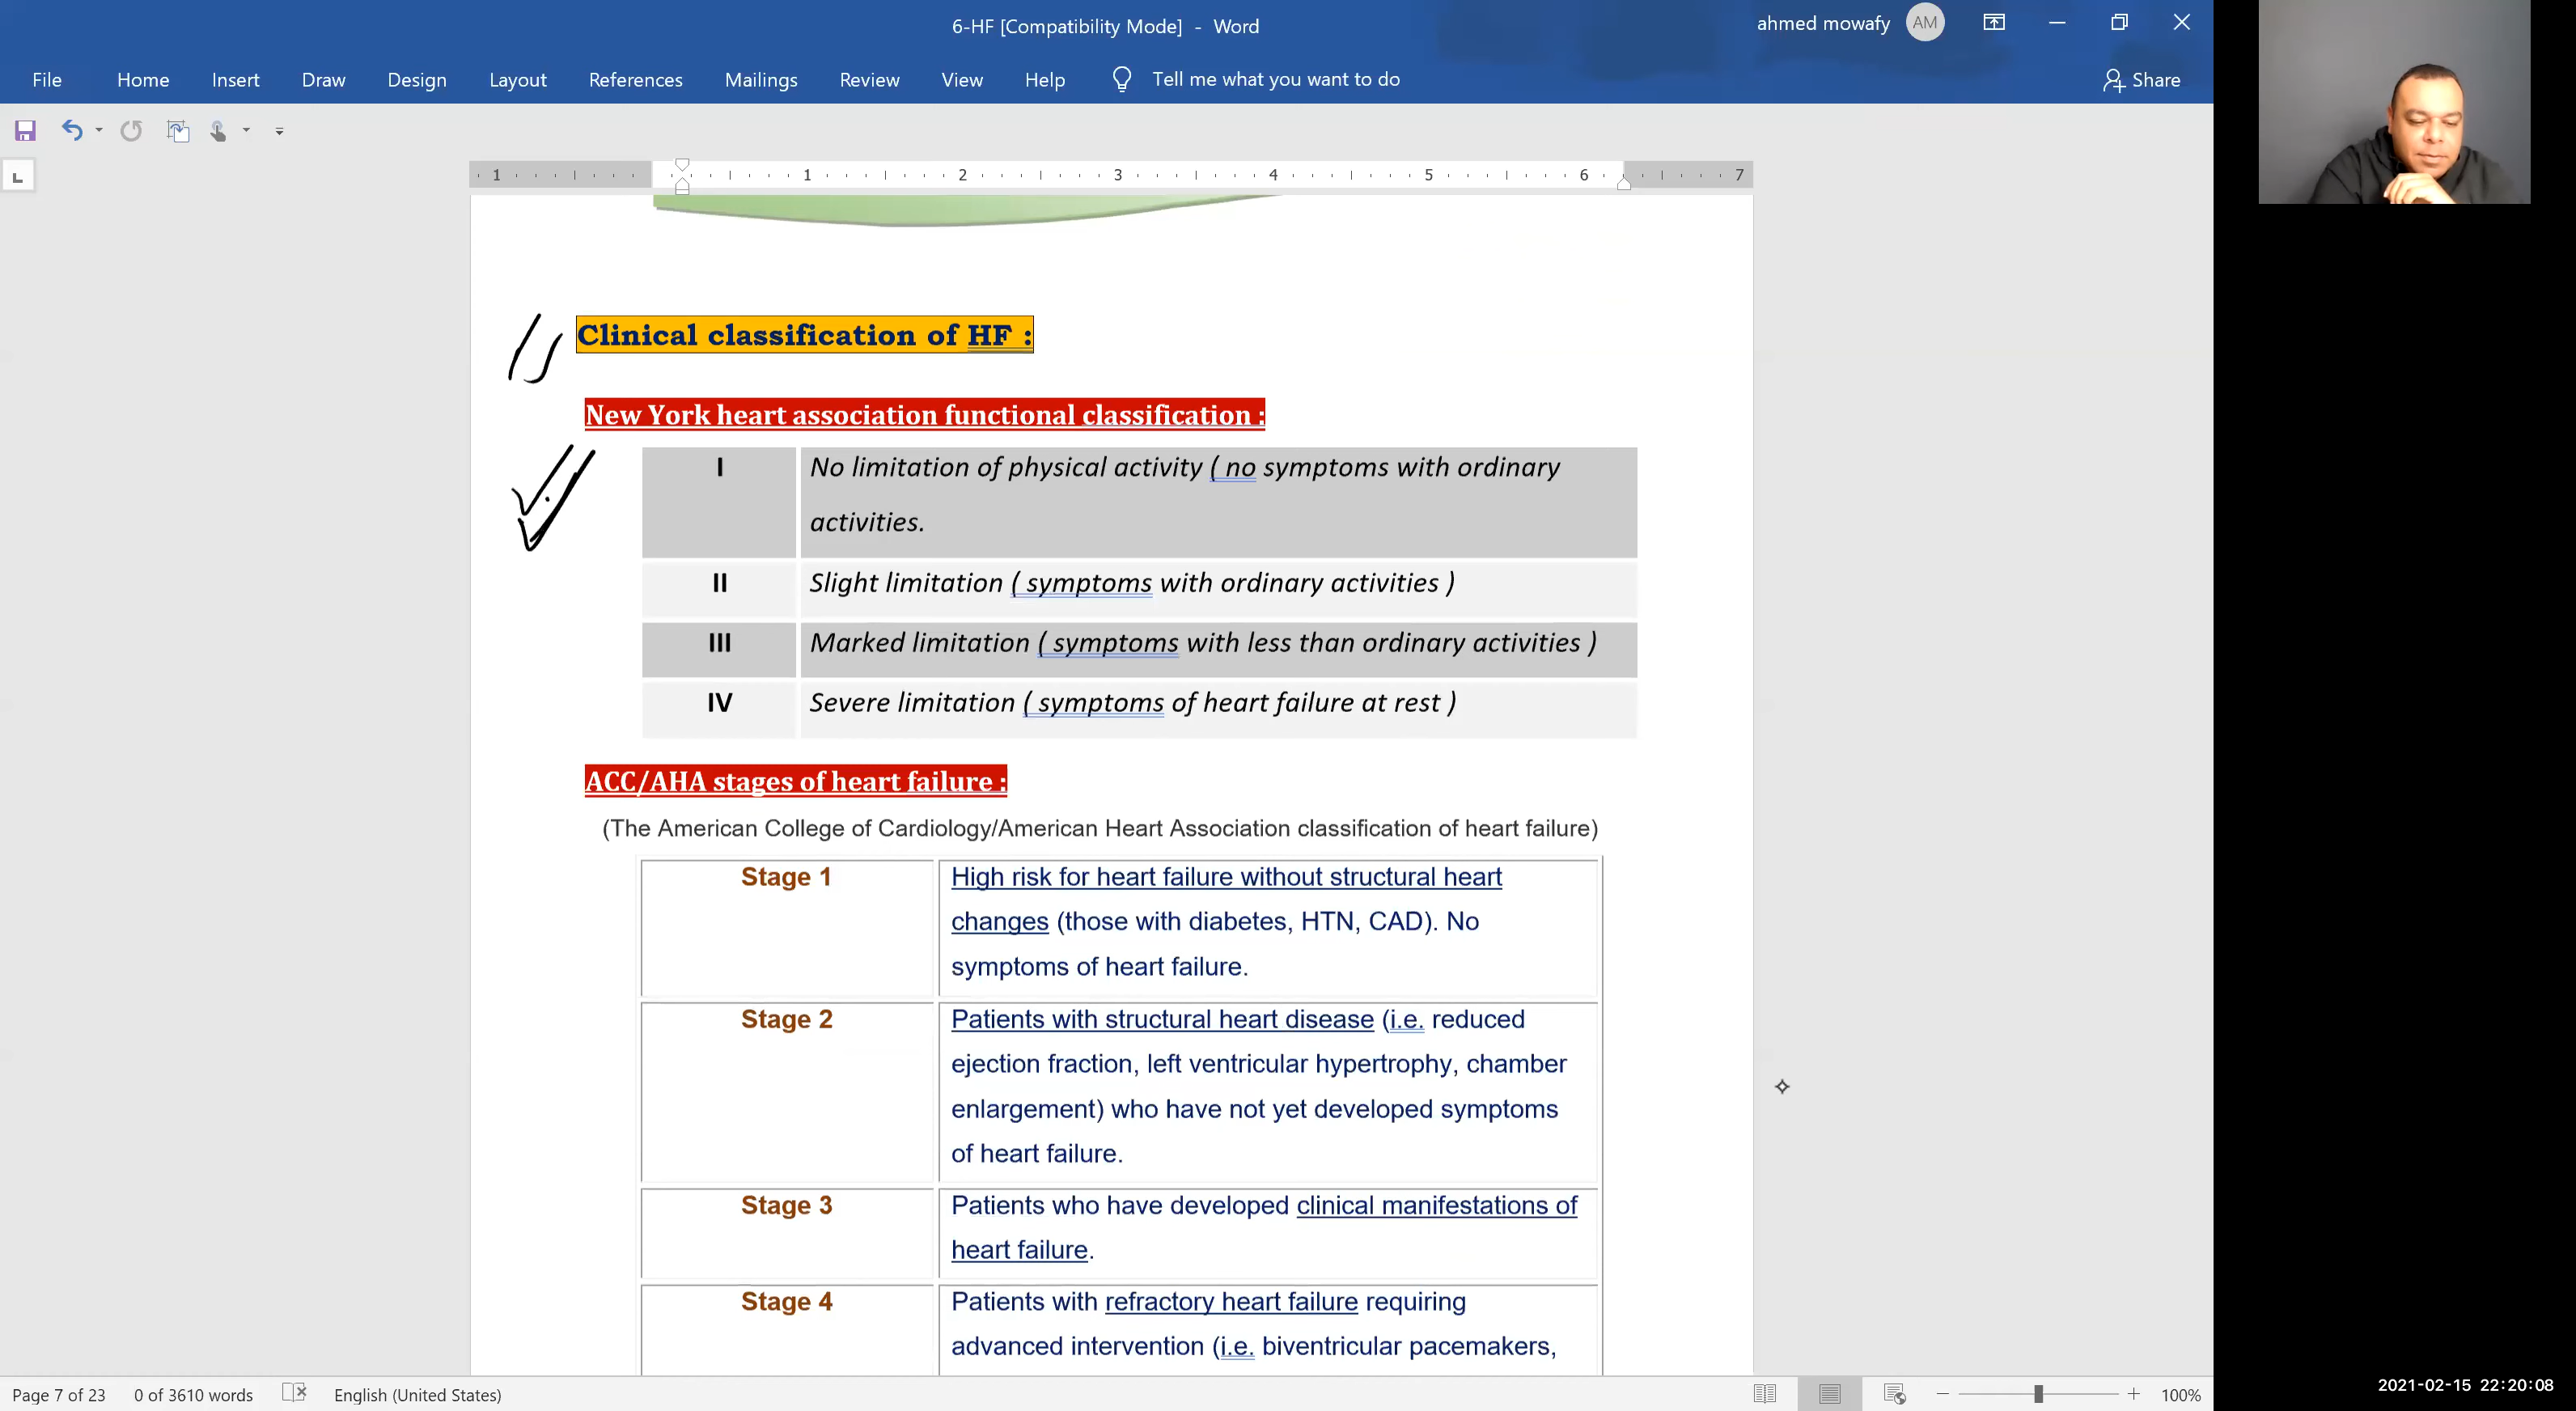 6-HF [Compatibility Mode] - Word
ahmed mowafy AM
File Home Insert Draw Design Layout References Mailings Review View Help Tell me what you want to do Share
1 1 2 3 4 5 6 7
Clinical classification of HF :
New York heart association functional classification :
I No limitation of physical activity ( no symptoms with ordinary
activities.
II Slight limitation ( symptoms with ordinary activities )
III Marked limitation ( symptoms with less than ordinary activities )
IV Severe limitation ( symptoms of heart failure at rest )
ACC/AHA stages of heart failure :
(The American College of Cardiology/American Heart Association classification of heart failure)
Stage 1 High risk for heart failure without structural heart
changes (those with diabetes, HTN, CAD). No
symptoms of heart failure.
Stage 2 Patients with structural heart disease (i.e. reduced
ejection fraction, left ventricular hypertrophy, chamber
enlargement) who have not yet developed symptoms
of heart failure.
Stage 3 Patients who have developed clinical manifestations of
heart failure.
Stage 4 Patients with refractory heart failure requiring
advanced intervention (i.e. biventricular pacemakers,
Page 7 of 23 0 of 3610 words English (United States) 100%
2021-02-15 22:20:08